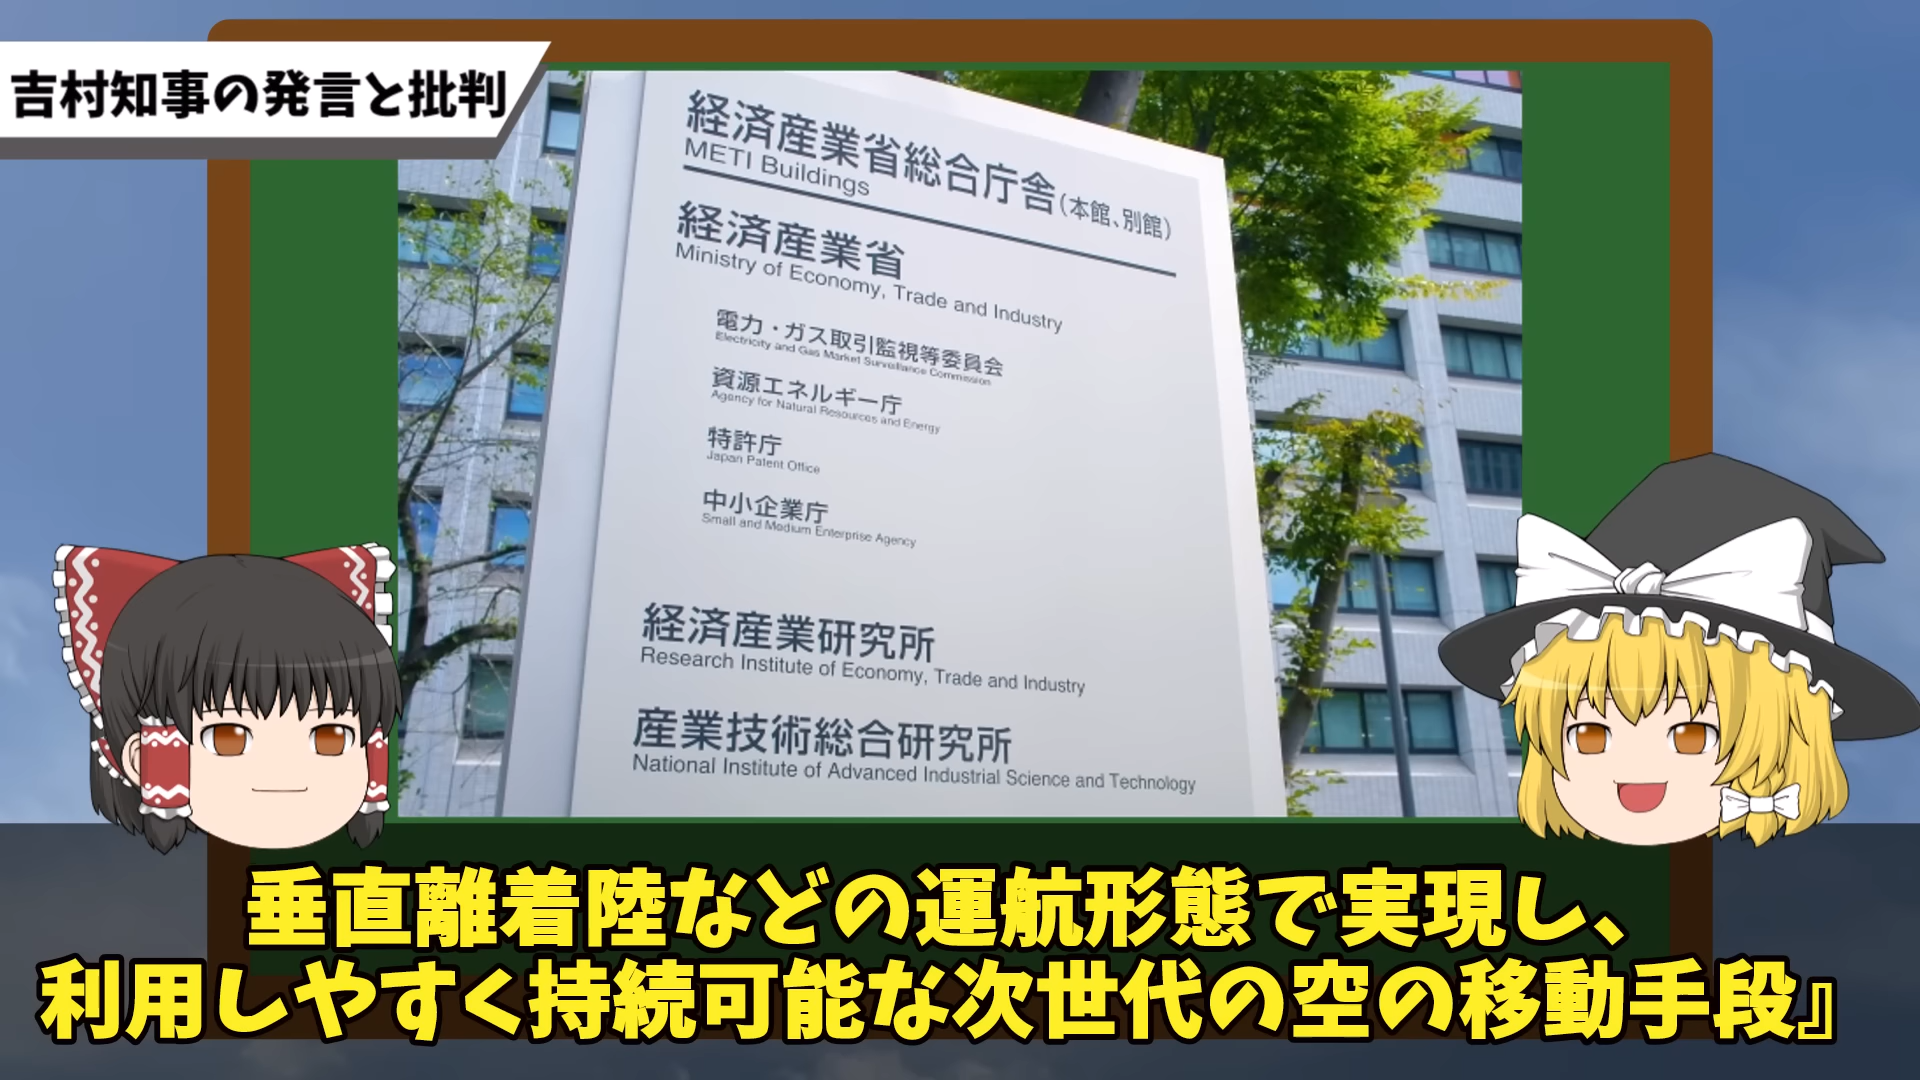 吉村知事の発言と批判
経済産業省総合庁舎(本館、別館)
METI Buildings
経済産業省
Ministry of Economy, Trade and Industry
電力・ガス取引監視等委員会
Electricity and Gas Market Surveillance Commission
資源エネルギー庁
Agency for Natural Resources and Energy
特許庁
Japan Patent Office
中小企業庁
Small and Medium Enterprise Agency
経済産業研究所
Research Institute of Economy, Trade and Industry
産業技術総合研究所
National Institute of Advanced Industrial Science and Technology
垂直離着陸などの運航形態で実現し、
利用しやすく持続可能な次世代の空の移動手段』